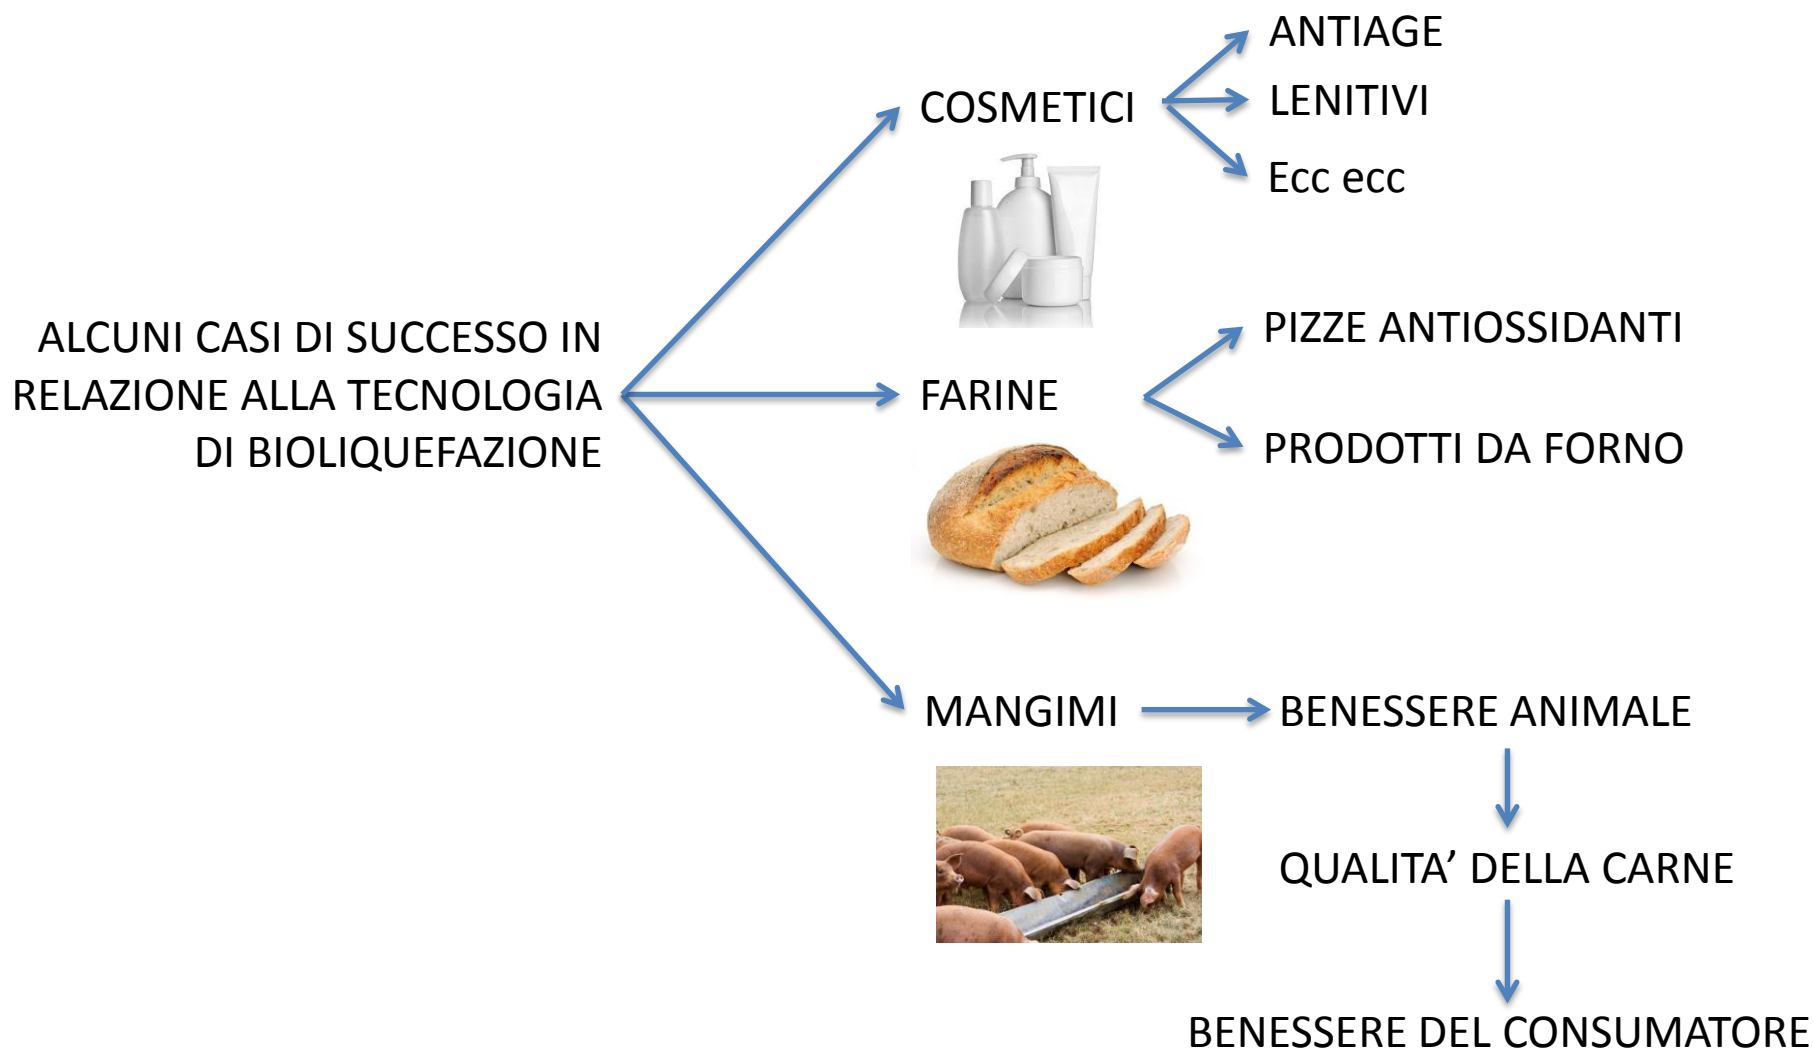 ALCUNI CASI DI SUCCESSO IN
RELAZIONE ALLA TECNOLOGIA
DI BIOLIQUEFAZIONE
COSMETICI
ANTIAGE
LENITIVI
Ecc ecc
FARINE
PIZZE ANTIOSSIDANTI
PRODOTTI DA FORNO
MANGIMI
BENESSERE ANIMALE
QUALITA’ DELLA CARNE
BENESSERE DEL CONSUMATORE